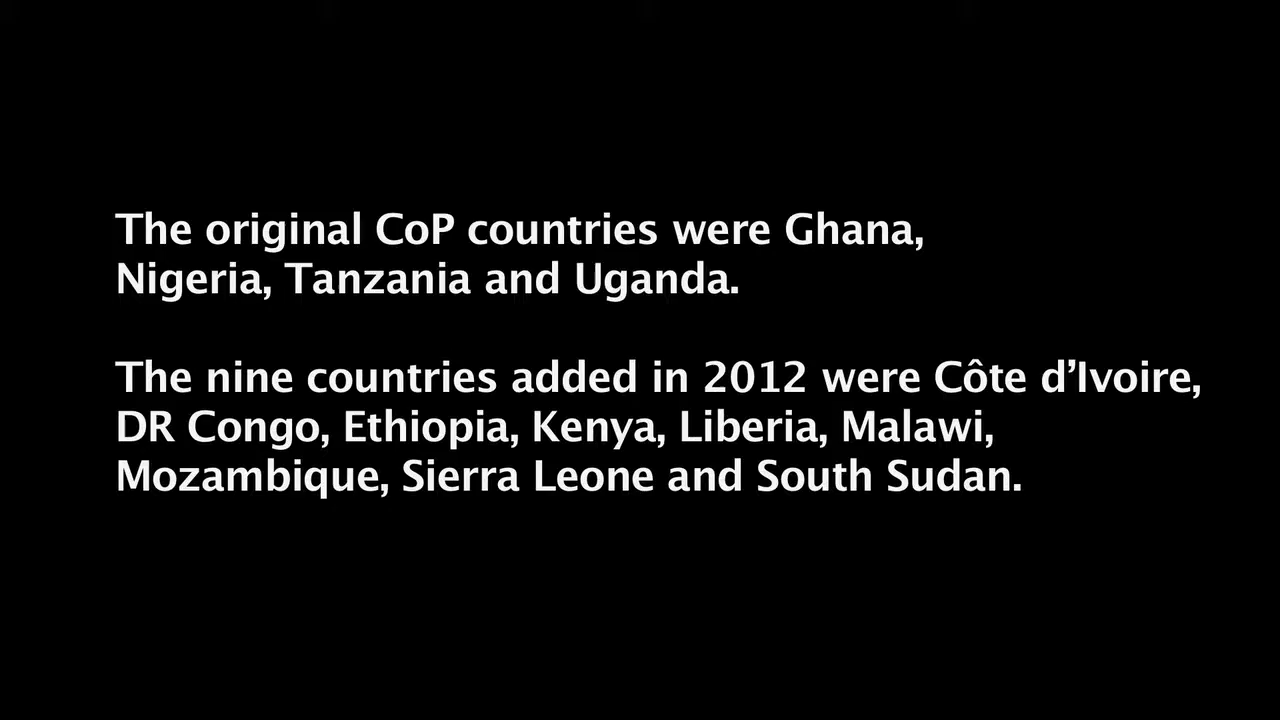 The original CoP countries were Ghana,
Nigeria, Tanzania and Uganda.
The nine countries added in 2012 were Côte d’Ivoire,
DR Congo, Ethiopia, Kenya, Liberia, Malawi,
Mozambique, Sierra Leone and South Sudan.